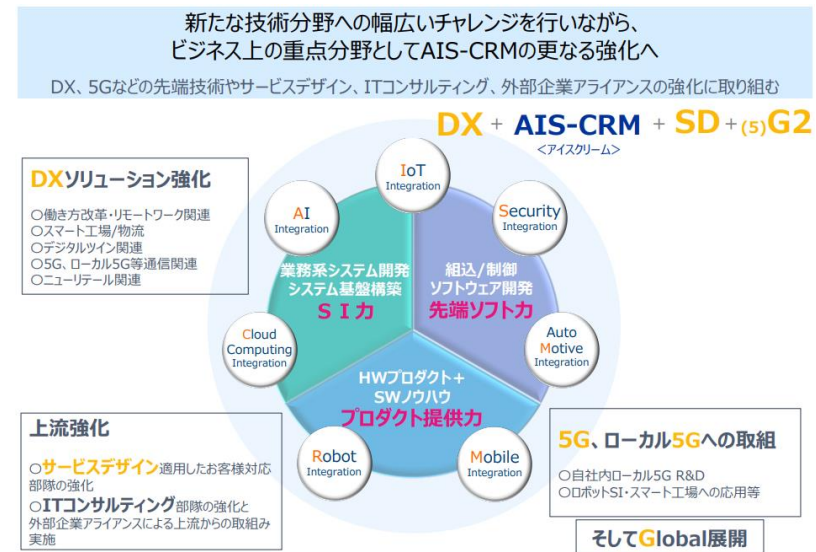 新たな技術分野への幅広いチャレンジを行いながら、
ビジネス上の重点分野としてAIS-CRMの更なる強化へ
DX、5Gなどの先端技術やサービスデザイン、ITコンサルティング、外部企業アライアンスの強化に取り組む
DX + AIS-CRM + SD+(5)G2
<アイスクリーム>
DXソリューション強化
○働き方改革・リモートワーク関連
○スマート工場/物流
○デジタルツイン関連
○5G、ローカル5G等通信関連
○ニューリテール関連
IoT
Integration
AI
Integration
Security
Integration
業務系システム開発
システム基盤構築
SI力
組込/制御
ソフトウェア開発
先端ソフト力
Cloud
Computing
Integration
Auto
Motive
Integration
HWプロダクト+
SWノウハウ
プロダクト提供力
Robot
Integration
Mobile
Integration
上流強化
○サービスデザイン適用したお客様対応
部隊の強化
○ITコンサルティング部隊の強化と
外部企業アライアンスによる上流からの取組み
実施
5G、ローカル5Gへの取組
○自社内ローカル5G R&D
○ロボットSI・スマート工場への応用等
そしてGlobal展開